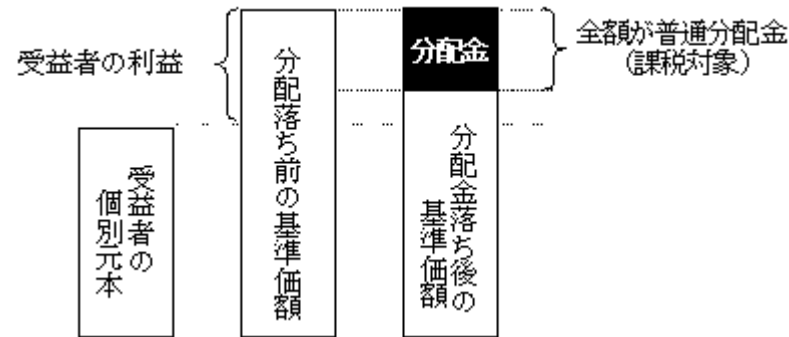 受益者の利益
受益者の
個別元本
分配落ち前の基準価額
分配金
分配金落ち後の
基準価額
全額が普通分配金
(課税対象)